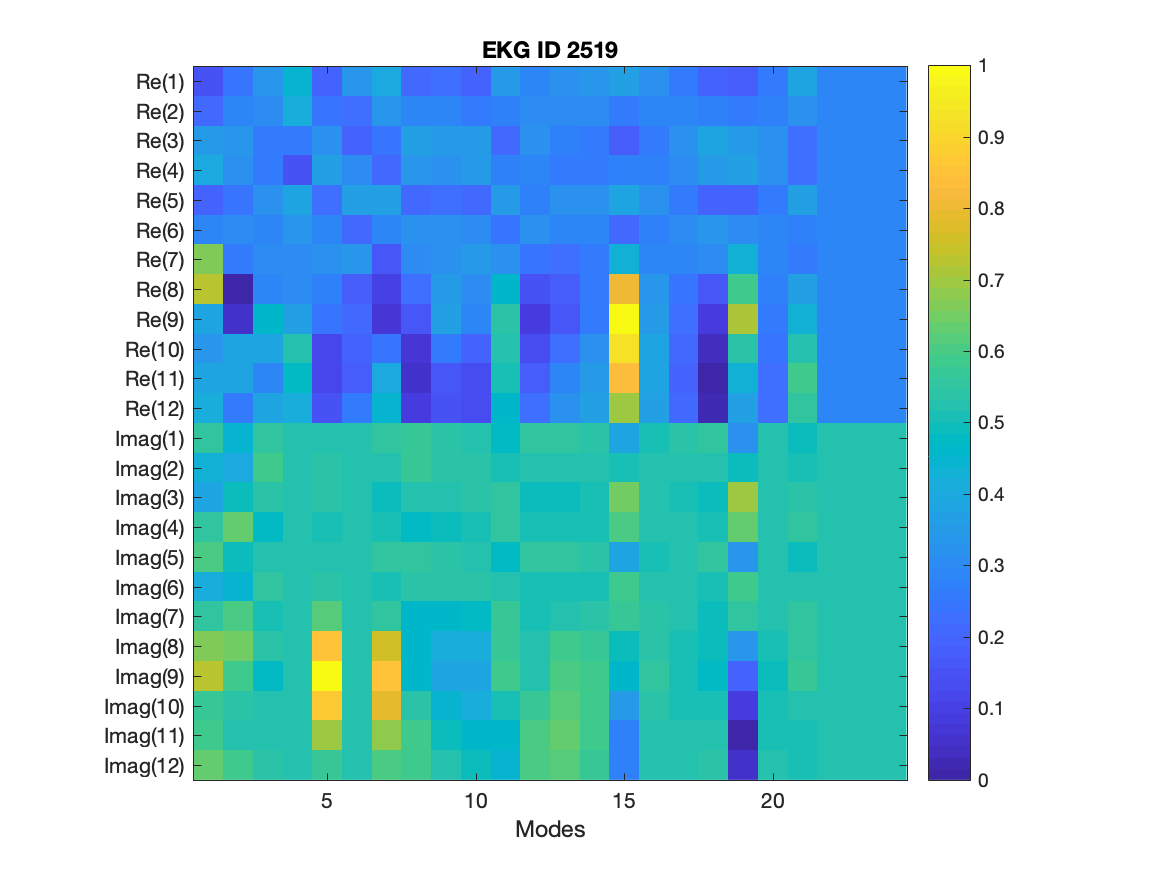 EKG ID 2519
Re(1)
Re(2)
Re(3)
Re(4)
Re(5)
Re(6)
Re(7)
Re(8)
Re(9)
Re(10)
Re(11)
Re(12)
Imag(1)
Imag(2)
Imag(3)
Imag(4)
Imag(5)
Imag(6)
Imag(7)
Imag(8)
Imag(9)
Imag(10)
Imag(11)
Imag(12)
5 10 15 20
Modes
1
0.9
0.8
0.7
0.6
0.5
0.4
0.3
0.2
0.1
0